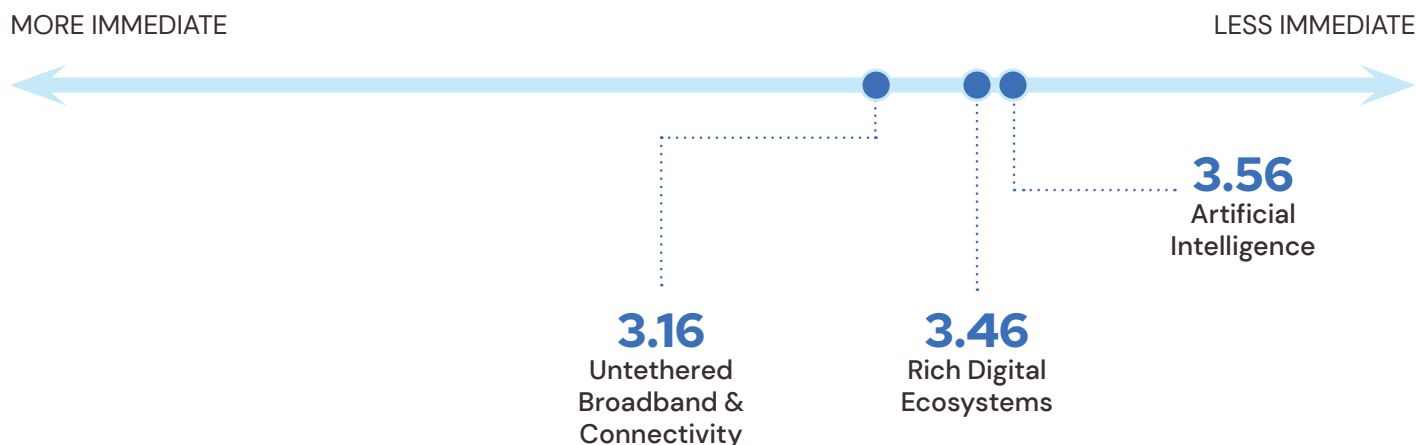 MORE IMMEDIATE
LESS IMMEDIATE
3.56
Artificial
Intelligence
3.16
Untethered
Broadband &
Connectivity
3.46
Rich Digital
Ecosystems